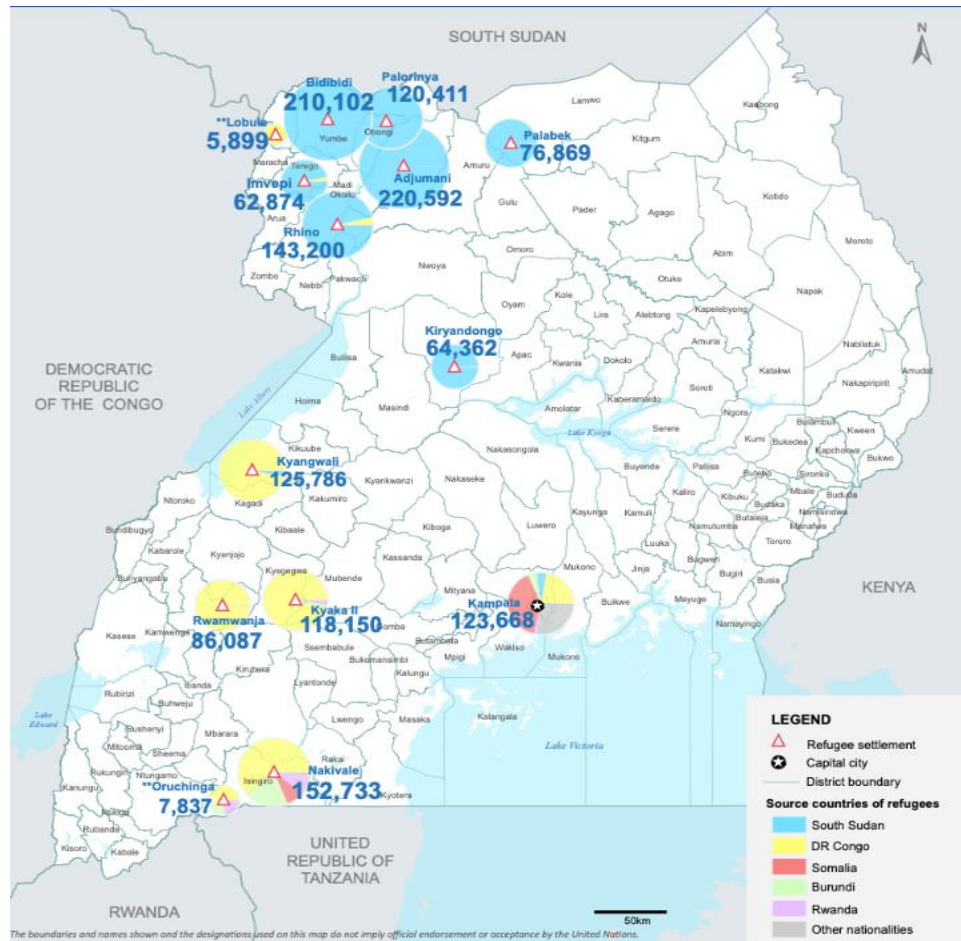 SOUTH SUDAN
N
Bidibidi
210,102
Palorinya
120,411
**Lobule
5,899
Yumbe
Obongi
Lamwo
Kaabong
Palabek
76,869
Kitgum
Maracha
Terego
Imvepi
62,874
Madi
Okollo
Adjumani
220,592
Amuru
Gulu
Pader
Agago
Kotido
Arua
Rhino
143,200
Abim
Moroto
Omoro
Zombo
Nebbi
Pakwach
Nwoya
Otuke
Napak
Oyam
Kole
Lira
Alebtong
Kapelebyong
Kiryandongo
64,362
Apac
Kwania
Dokolo
Amuria
Nabilatuk
DEMOCRATIC
REPUBLIC
OF THE CONGO
Buliisa
Katakwi
Amudat
Nakapiripirit
Lake Albert
Hoima
Masindi
Amolatar
Kaberamaido
Soroti
Serere
Ngora
Bulambuli
Lake Kyoga
Kumi
Bukedea
Kween
Kapchorwa
Bukwo
Kikuube
Nakasongola
Kyangwali
125,786
Buyende
Pallisa
Butebo
Sironko
Kyankwanzi
Nakaseke
Kaliro
Kibuku
Mbale
Bududa
Ntoroko
Kagadi
Kakumiro
Budaka
Namisindwa
Kayunga
Kamuli
Namutumba
Butaleja
Manafwa
Bundibugyo
Kibaale
Kiboga
Luwero
Tororo
Kabarole
Kyenjojo
Kassanda
Luuka
Bugweri
Bunyangabu
Kyegegwa
Mubende
Mityana
Mukono
Jinja
Bugiri
Busia
KENYA
Kampala
123,668
Buikwe
Mayuge
Rwamwanja
86,087
Kyaka II
118,150
Namayingo
Kasese
Kamwenge
Gomba
Butambala
Wakiso
Ssembabule
Mpigi
Mukono
Bukomansimbi
Kiruhura
Kalungu
Ibanda
Lyantonde
Rubirizi
Buhweju
Lake
Edward
Lwengo
Masaka
Kalangala
Bushenyi
Mbarara
Lake Victoria
Mitooma
Sheema
Rakai
Rukungiri
Ntungamo
Isingiro
Nakivale
152,733
Kanungu
**Oruchinga
7,837
Kyotera
Rukiga
Rubanda
Kisoro
Kabale
UNITED
REPUBLIC OF
TANZANIA
RWANDA
50km
LEGEND
Refugee settlement
Capital city
District boundary
Source countries of refugees
South Sudan
DR Congo
Somalia
Burundi
Rwanda
Other nationalities
The boundaries and names shown and the designations used on this map do not imply official endorsement or acceptance by the United Nations.